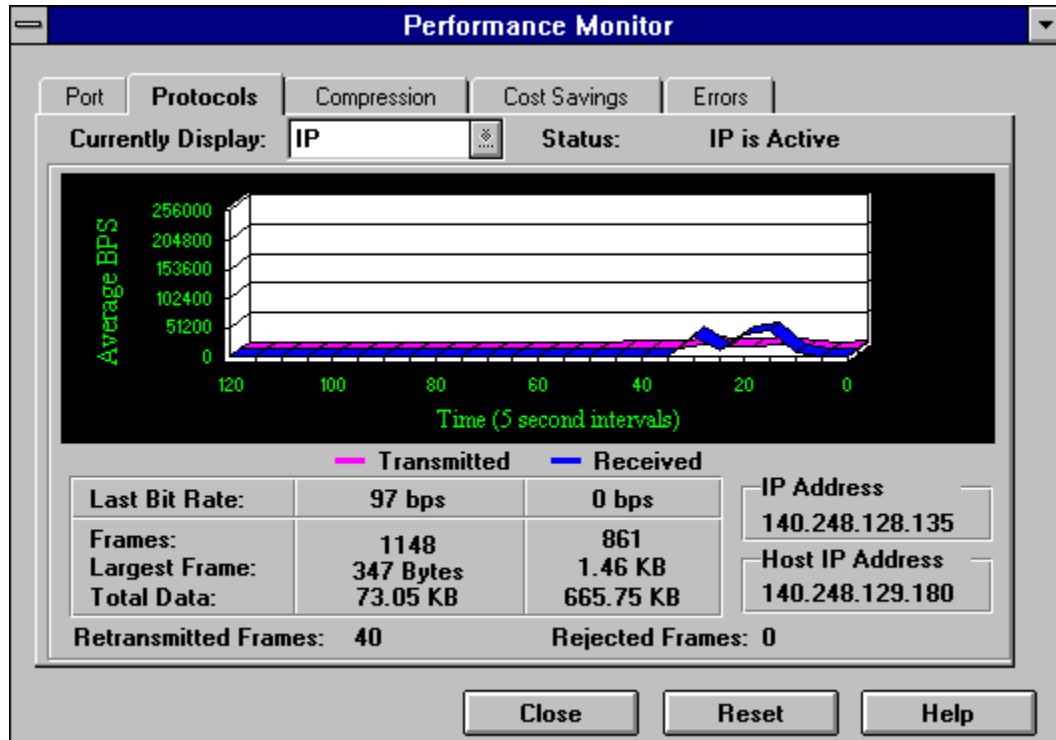 Performance Monitor
Port Protocols Compression Cost Savings Errors
Currently Display: IP Status: IP is Active
Average BPS
256000
204800
153600
102400
51200
0
120 100 80 60 40 20 0
Time (5 second intervals)
Transmitted Received
Last Bit Rate: 97 bps 0 bps
Frames: 1148 861
Largest Frame: 347 Bytes 1.46 KB
Total Data: 73.05 KB 665.75 KB
IP Address
140.248.128.135
Host IP Address
140.248.129.180
Retransmitted Frames: 40 Rejected Frames: 0
Close Reset Help